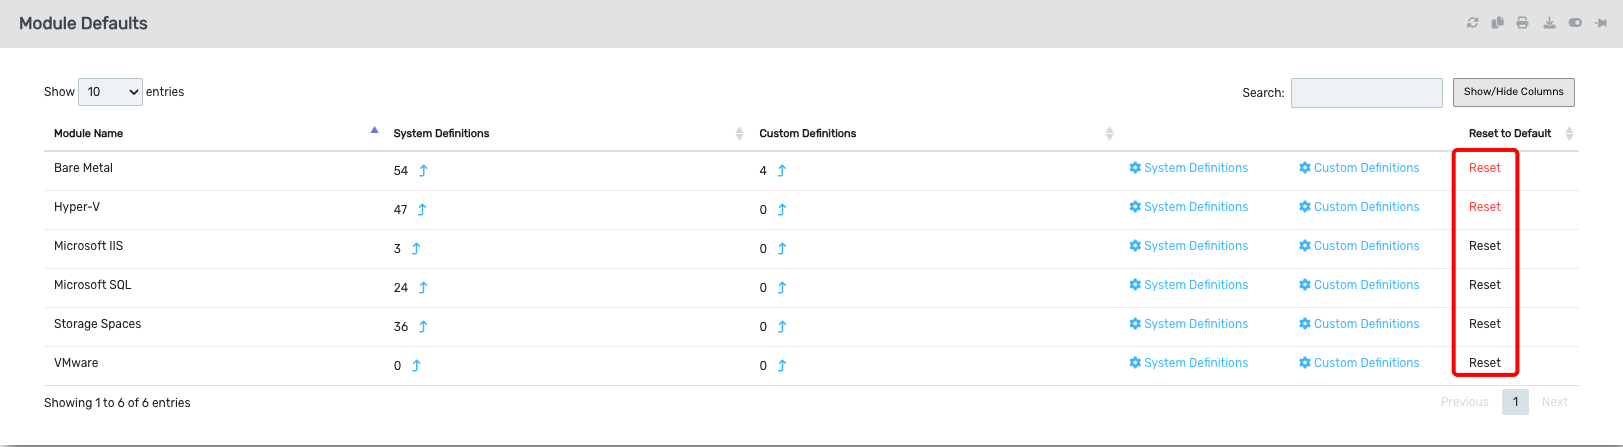 Module Defaults
Show 10 entries
Search: Show/Hide Columns
Module Name System Definitions Custom Definitions Reset to Default
Bare Metal 54 4 System Definitions Custom Definitions Reset
Hyper-V 47 0 System Definitions Custom Definitions Reset
Microsoft IIS 3 0 System Definitions Custom Definitions Reset
Microsoft SQL 24 0 System Definitions Custom Definitions Reset
Storage Spaces 36 0 System Definitions Custom Definitions Reset
VMware 0 0 System Definitions Custom Definitions Reset
Showing 1 to 6 of 6 entries Previous 1 Next